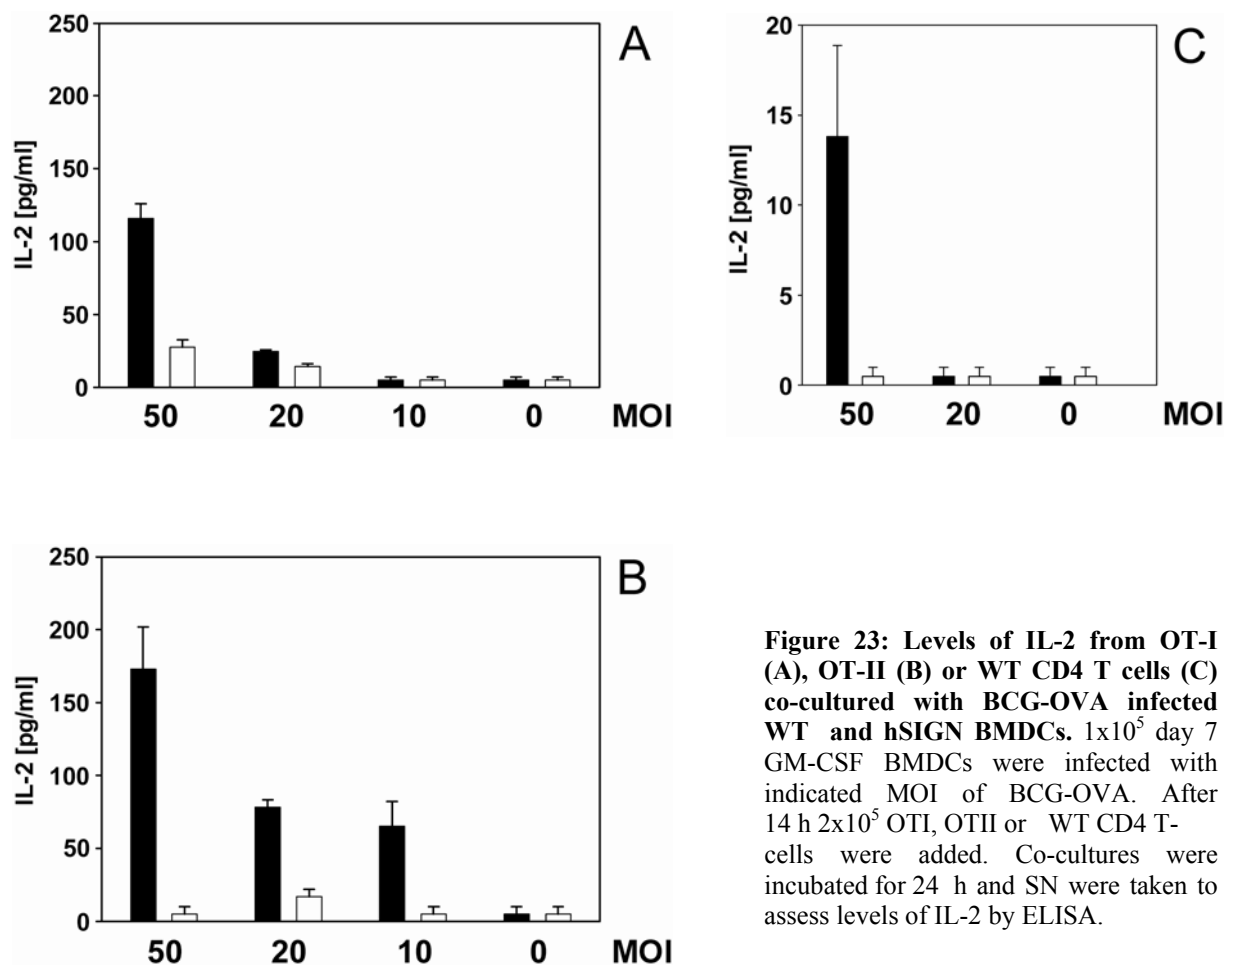 A
250
200
150
100
50
0
IL-2 [pg/ml]
50 20 10 0 MOI
C
20
15
10
5
0
IL-2 [pg/ml]
50 20 0 MOI
B
250
200
150
100
50
0
IL-2 [pg/ml]
50 20 10 0 MOI
Figure 23: Levels of IL-2 from OT-I
(A), OT-II (B) or WT CD4 T cells (C)
co-cultured with BCG-OVA infected
WT and hSIGN BMDCs. 1x10⁵ day 7
GM-CSF BMDCs were infected with
indicated MOI of BCG-OVA. After
14 h 2x10⁵ OTI, OTII or WT CD4 T-
cells were added. Co-cultures were
incubated for 24 h and SN were taken to
assess levels of IL-2 by ELISA.